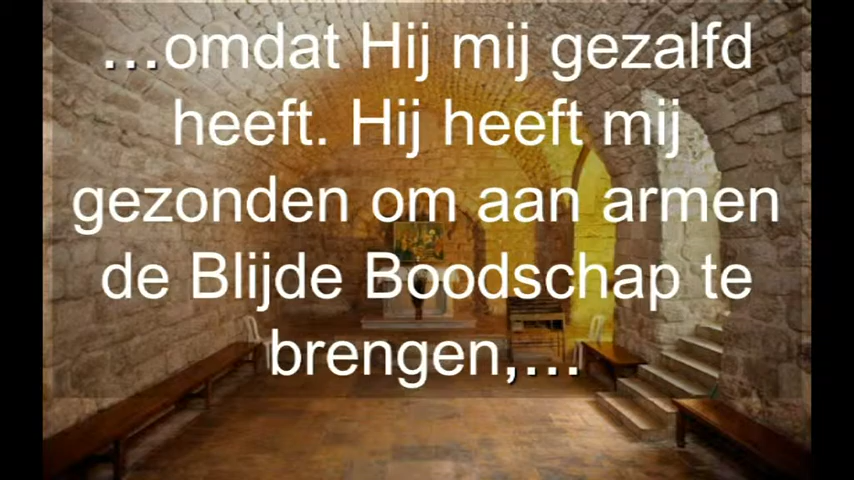 ...omdat Hij mij gezalfd
heeft. Hij heeft mij
gezonden om aan armen
de Blijde Boodschap te
brengen,...